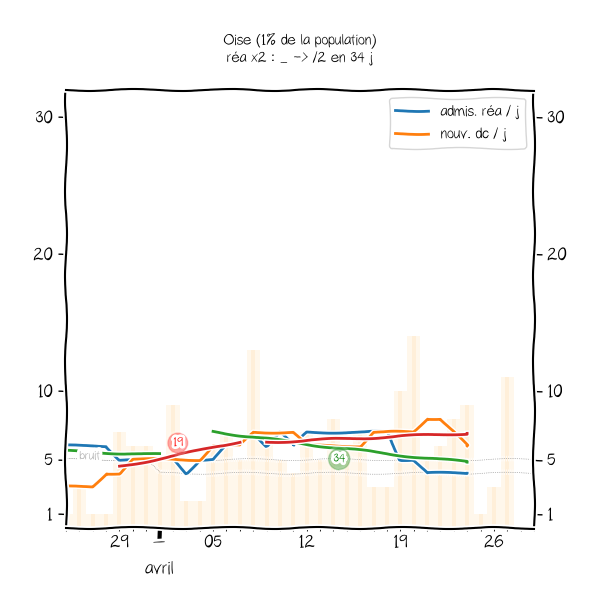 Oise (1% de la population)
réa x2 : _ -> /2 en 34 j
admis. réa / j
nouv. dc / j
30
30
20
20
10
10
19
bruit
34
5
5
1
1
29
05
12
19
26
avril